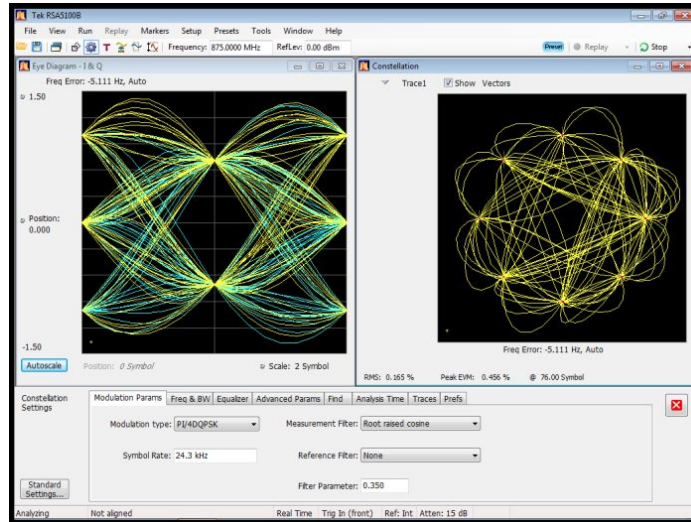 Tek RSA5100B
File View Run Replay Markers Setup Presets Tools Window Help
T Frequency: 875.0000 MHz RefLev: 0.00 dBm Preset Replay Stop
Eye Diagram - I & Q
Freq Error: -5.111 Hz, Auto
1.50
Position:
0.000
-1.50
Autoscale Position: 0 Symbol Scale: 2 Symbol
Constellation
Trace1 Show Vectors
Freq Error: -5.111 Hz, Auto
RMS: 0.165 % Peak EVM: 0.456 % @ 76.00 Symbol
Constellation
Settings
Modulation Params Freq & BW Equalizer Advanced Params Find Analysis Time Traces Prefs
Modulation type: PI/4DQPSK Measurement Filter: Root raised cosine
Symbol Rate: 24.3 kHz Reference Filter: None
Filter Parameter: 0.350
Standard
Settings...
Analyzing Not aligned Real Time Trig In (front) Ref: Int Atten: 15 dB